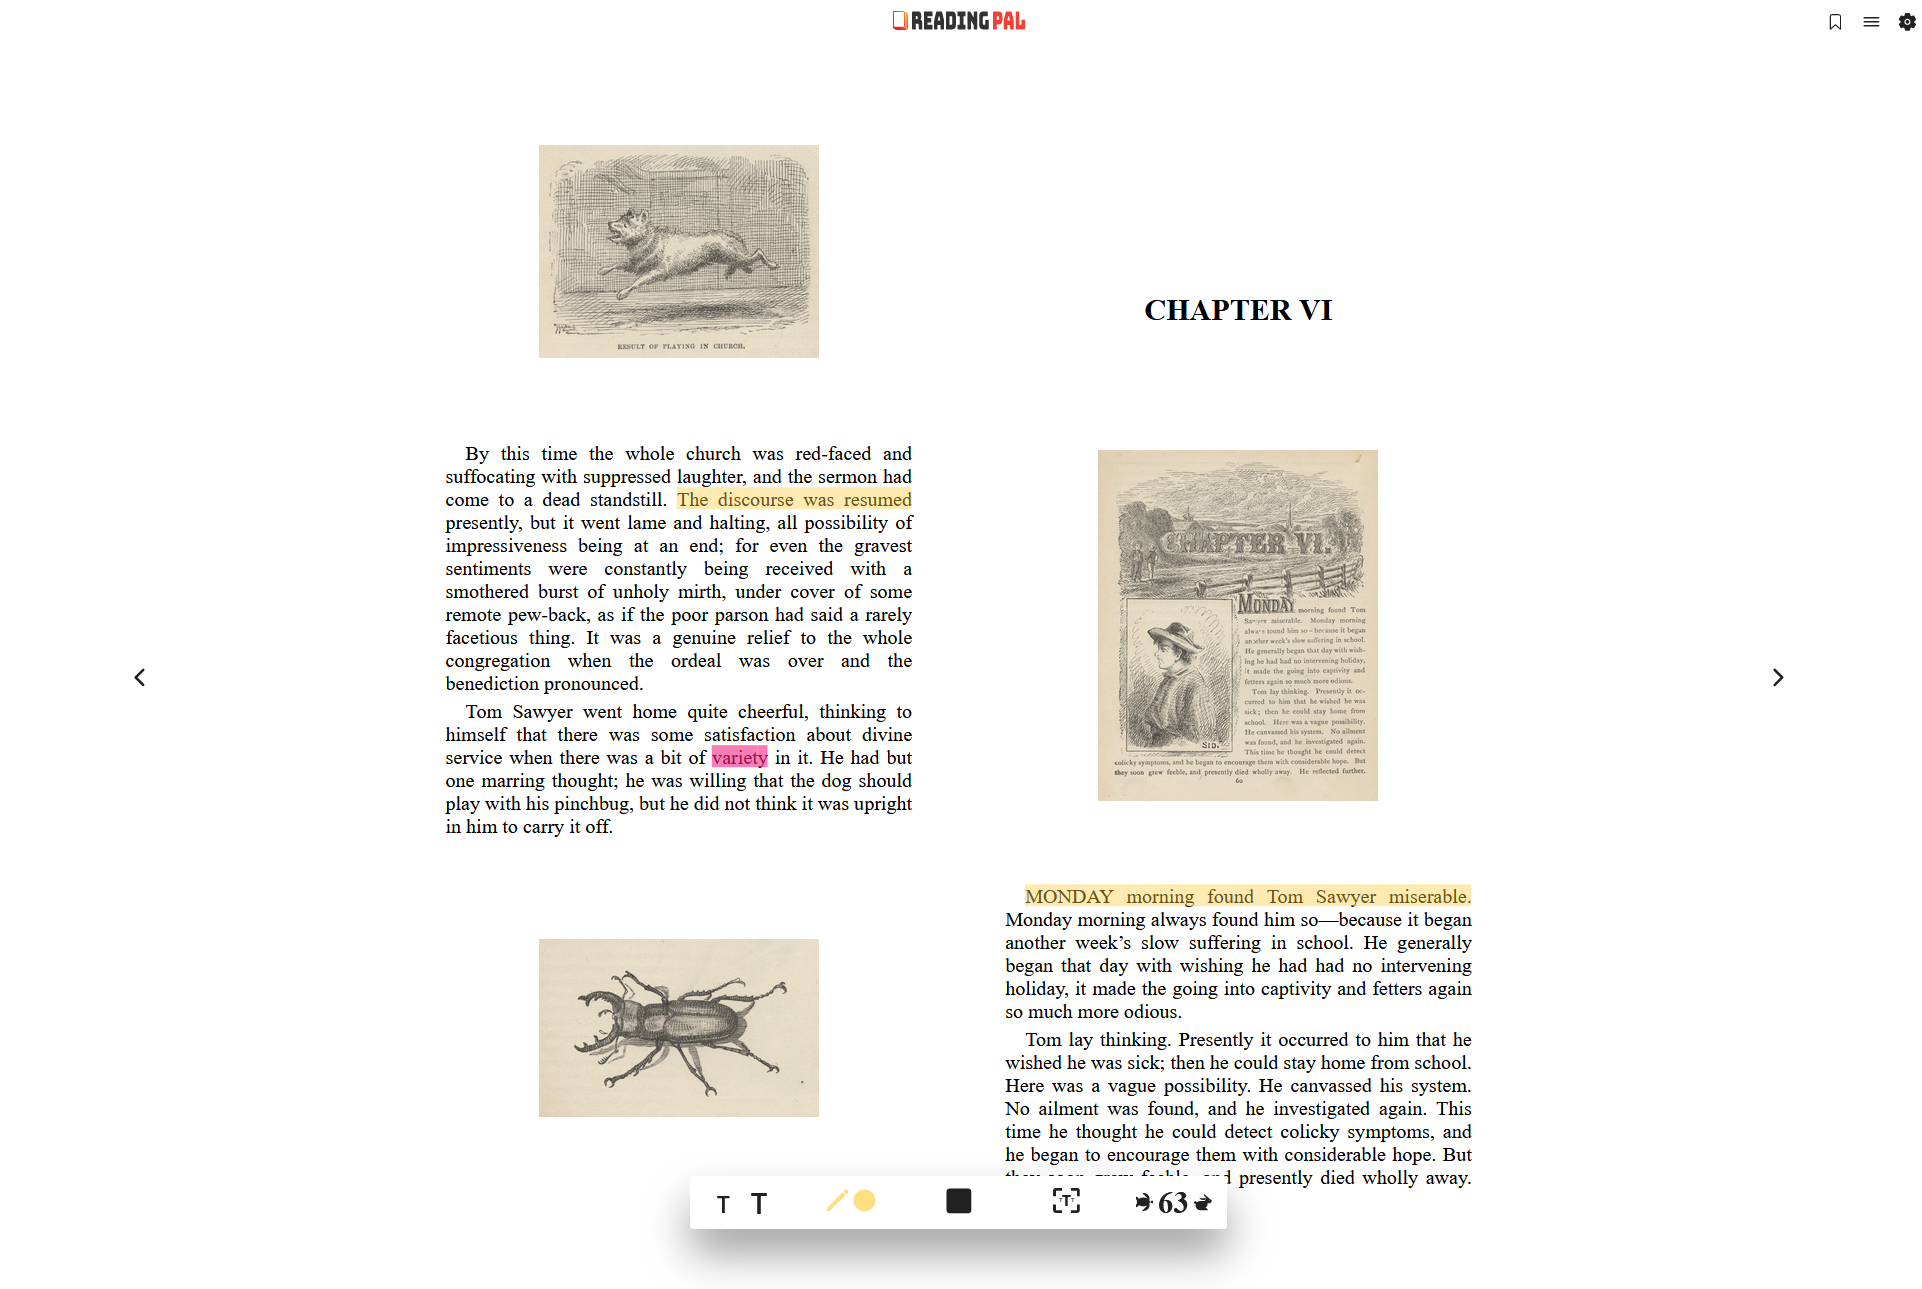 READINGPAL
RESULT OF PLAYING IN CHURCH.
By this time the whole church was red-faced and
suffocating with suppressed laughter, and the sermon had
come to a dead standstill. The discourse was resumed
presently, but it went lame and halting, all possibility of
impressiveness being at an end; for even the gravest
sentiments were constantly being received with a
smothered burst of unholy mirth, under cover of some
remote pew-back, as if the poor parson had said a rarely
facetious thing. It was a genuine relief to the whole
congregation when the ordeal was over and the
benediction pronounced.
Tom Sawyer went home quite cheerful, thinking to
himself that there was some satisfaction about divine
service when there was a bit of variety in it. He had but
one marring thought; he was willing that the dog should
play with his pinchbug, but he did not think it was upright
in him to carry it off.
CHAPTER VI
CHAPTER VI.
MONDAY morning found Tom
Sawyer miserable. Monday morning
always found him so—because it began
another week's slow suffering in school.
He generally began that day with wish-
ing he had had no intervening holiday,
it made the going into captivity and
fetters again so much more odious.
Tom lay thinking. Presently it oc-
curred to him that he wished he was
sick; then he could stay home from
school. Here was a vague possibility.
He canvassed his system. No ailment
was found, and he investigated again.
This time he thought he could detect
SID.
colicky symptoms, and he began to encourage them with considerable hope. But
they soon grew feeble, and presently died wholly away. He reflected further.
60
MONDAY morning found Tom Sawyer miserable.
Monday morning always found him so—because it began
another week’s slow suffering in school. He generally
began that day with wishing he had had no intervening
holiday, it made the going into captivity and fetters again
so much more odious.
Tom lay thinking. Presently it occurred to him that he
wished he was sick; then he could stay home from school.
Here was a vague possibility. He canvassed his system.
No ailment was found, and he investigated again. This
time he thought he could detect colicky symptoms, and
he began to encourage them with considerable hope. But
they soon grew feeble, and presently died wholly away.
T T T 63